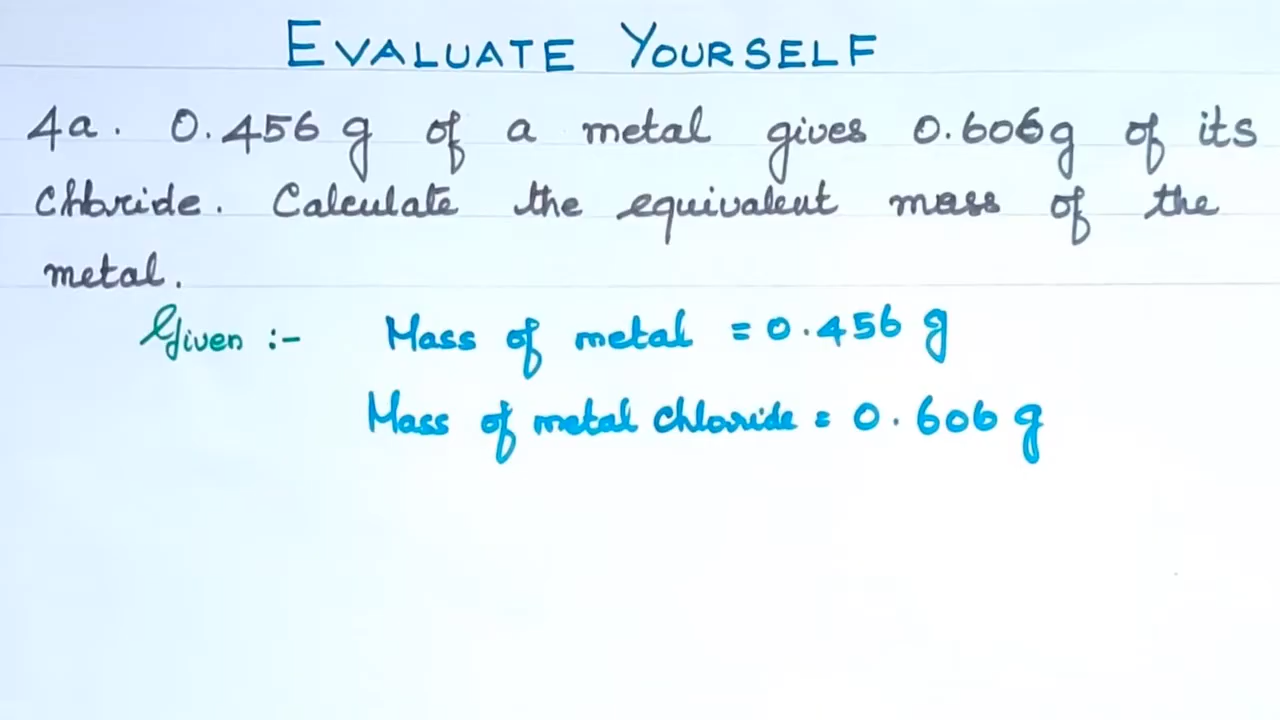 EVALUATE YOURSELF
4a. 0.456 g of a metal gives 0.606g of its
chloride. Calculate the equivalent mass of the
metal.
Given :- Mass of metal = 0.456 g
Mass of metal chloride = 0.606 g